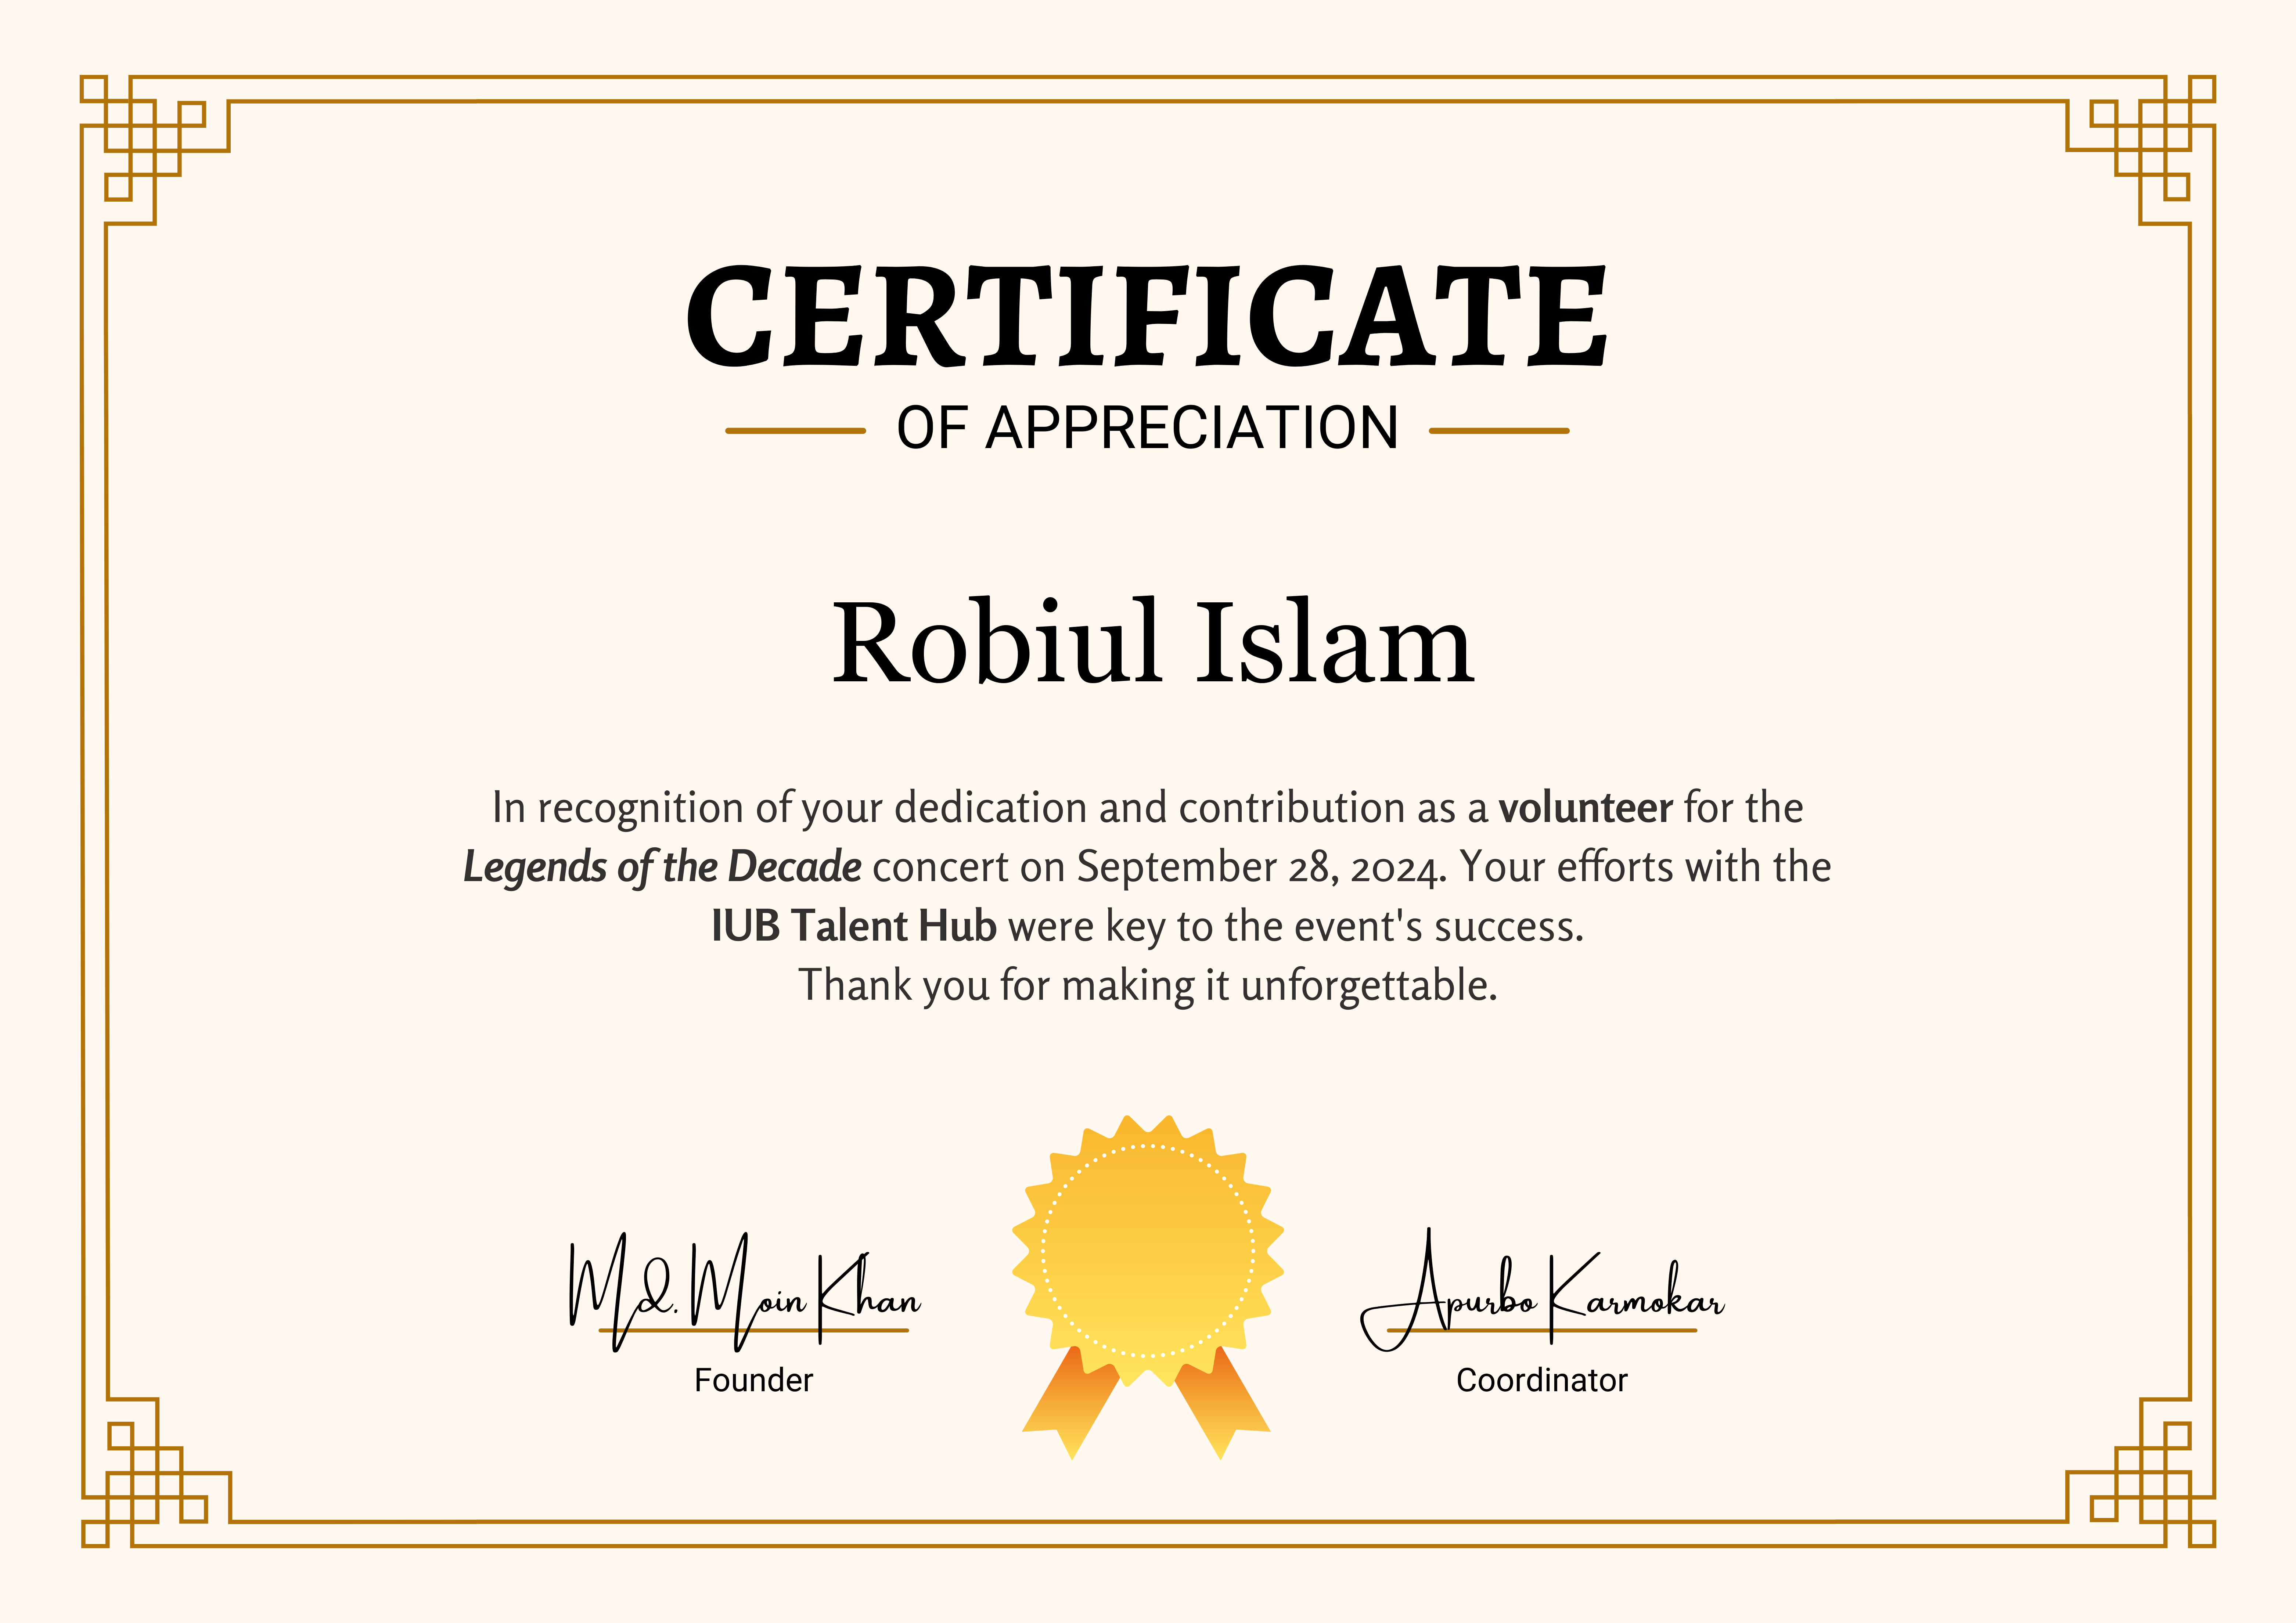 CERTIFICATE
OF APPRECIATION
Robiul Islam
In recognition of your dedication and contribution as a volunteer for the
Legends of the Decade concert on September 28, 2024. Your efforts with the
IUB Talent Hub were key to the event's success.
Thank you for making it unforgettable.
Md. Moin Khan
Founder
Apurbo Karmokar
Coordinator